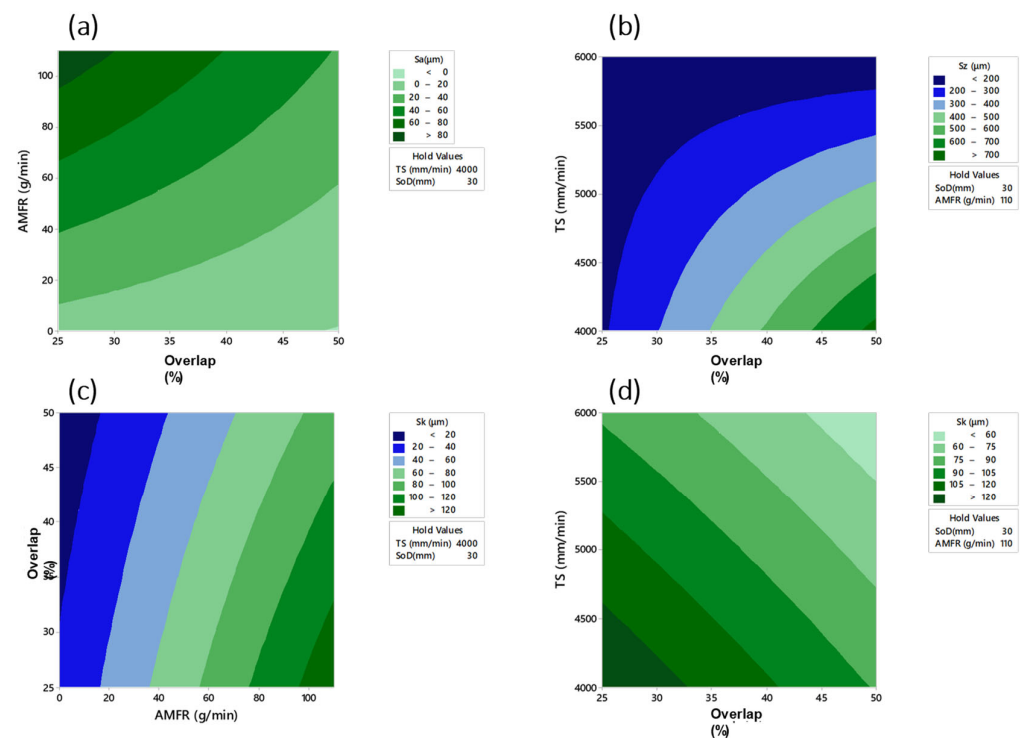 (a)
100
80
60
40
20
0
AMFR (g/min)
25 30 35 40 45 50
Overlap
(%)
Sa(µm)
< 0
0 – 20
20 – 40
40 – 60
60 – 80
> 80
Hold Values
TS (mm/min) 4000
SoD(mm) 30
(b)
6000
5500
5000
4500
4000
TS (mm/min)
25 30 35 40 45 50
Overlap
(%)
Sz (µm)
< 200
200 – 300
300 – 400
400 – 500
500 – 600
600 – 700
> 700
Hold Values
SoD(mm) 30
AMFR (g/min) 110
(c)
50
45
40
35
30
25
Overlap
(%)
0 20 40 60 80 100
AMFR (g/min)
Sk (µm)
< 20
20 – 40
40 – 60
60 – 80
80 – 100
100 – 120
> 120
Hold Values
TS (mm/min) 4000
SoD(mm) 30
(d)
6000
5500
5000
4500
4000
TS (mm/min)
25 30 35 40 45 50
Overlap
(%)
Sk (µm)
< 60
60 – 75
75 – 90
90 – 105
105 – 120
> 120
Hold Values
SoD(mm) 30
AMFR (g/min) 110